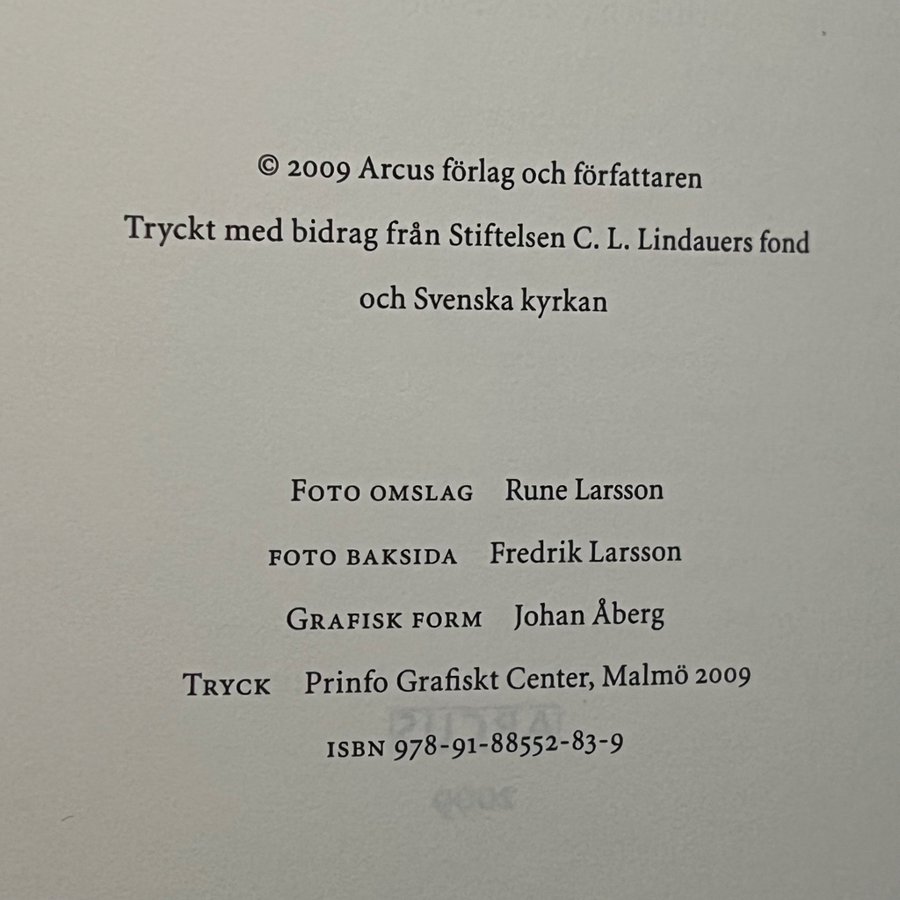 © 2009 Arcus förlag och författaren
Tryckt med bidrag från Stiftelsen C. L. Lindauers fond
och Svenska kyrkan
Foto omslag Rune Larsson
foto baksida Fredrik Larsson
Grafisk form Johan Åberg
Tryck Prinfo Grafiskt Center, Malmö 2009
ARCUS
isbn 978-91-88552-83-9
2009